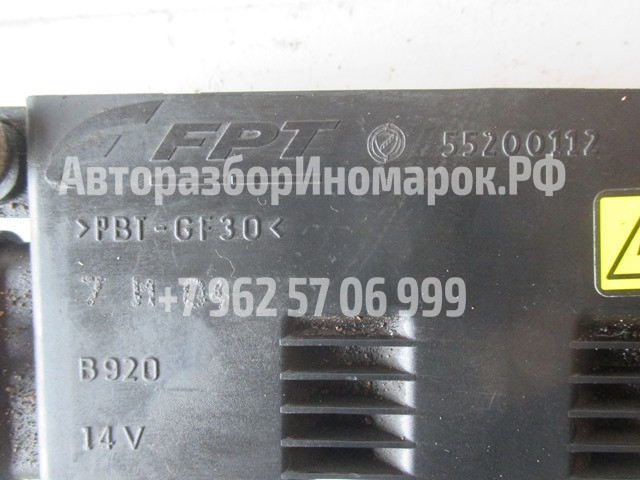 FPT 55200112
АвторазборИномарок.РФ
>PBT-GF30<
+7 962 57 06 999
B920
14V